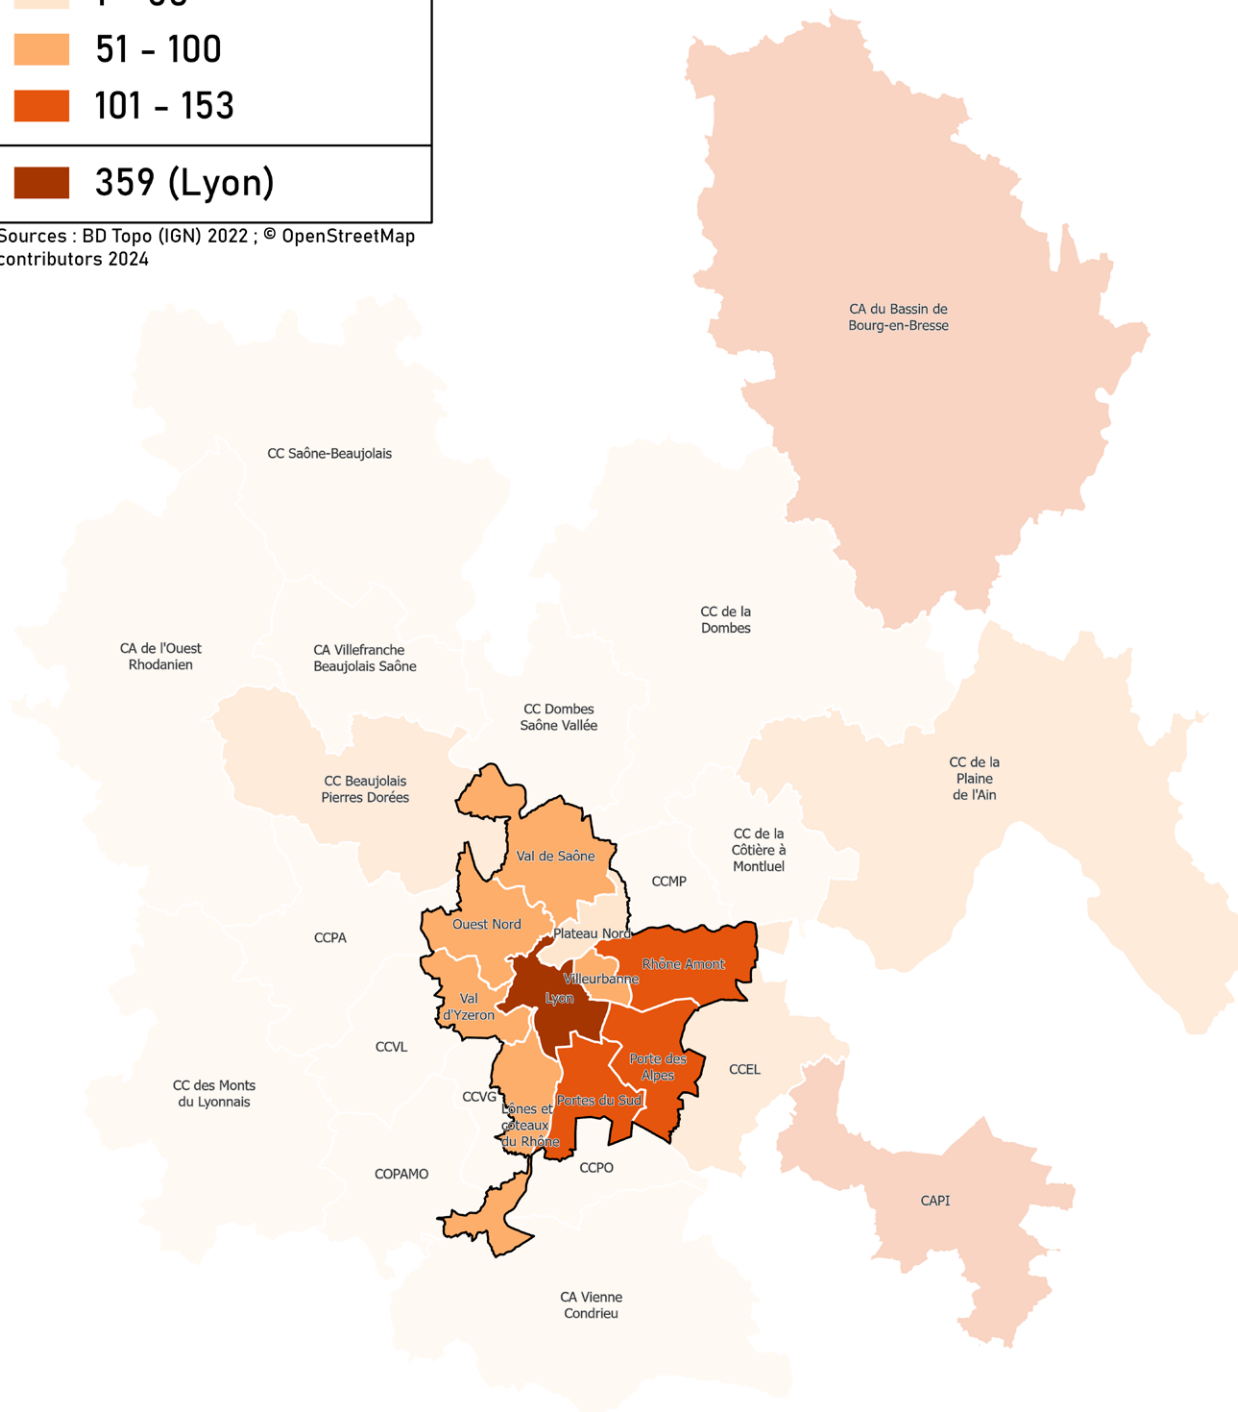 51 - 100
101 - 153
359 (Lyon)
Sources : BD Topo (IGN) 2022 ; © OpenStreetMap
contributors 2024
CA du Bassin de
Bourg-en-Bresse
CC Saône-Beaujolais
CC de la
Dombes
CA de l'Ouest
Rhodanien
CA Villefranche
Beaujolais Saône
CC Dombes
Saône Vallée
CC de la
Plaine
de l'Ain
CC Beaujolais
Pierres Dorées
CC de la
Côtière à
Montluel
Val de Saône
CCMP
Ouest Nord
Plateau Nord
CCPA
Rhône Amont
Villeurbanne
Lyon
Val
d'Yzeron
CCVL
Porte des
Alpes
CCEL
CC des Monts
du Lyonnais
CCVG
Portes du Sud
Lônes et
coteaux
du Rhône
CCPO
COPAMO
CAPI
CA Vienne
Condrieu